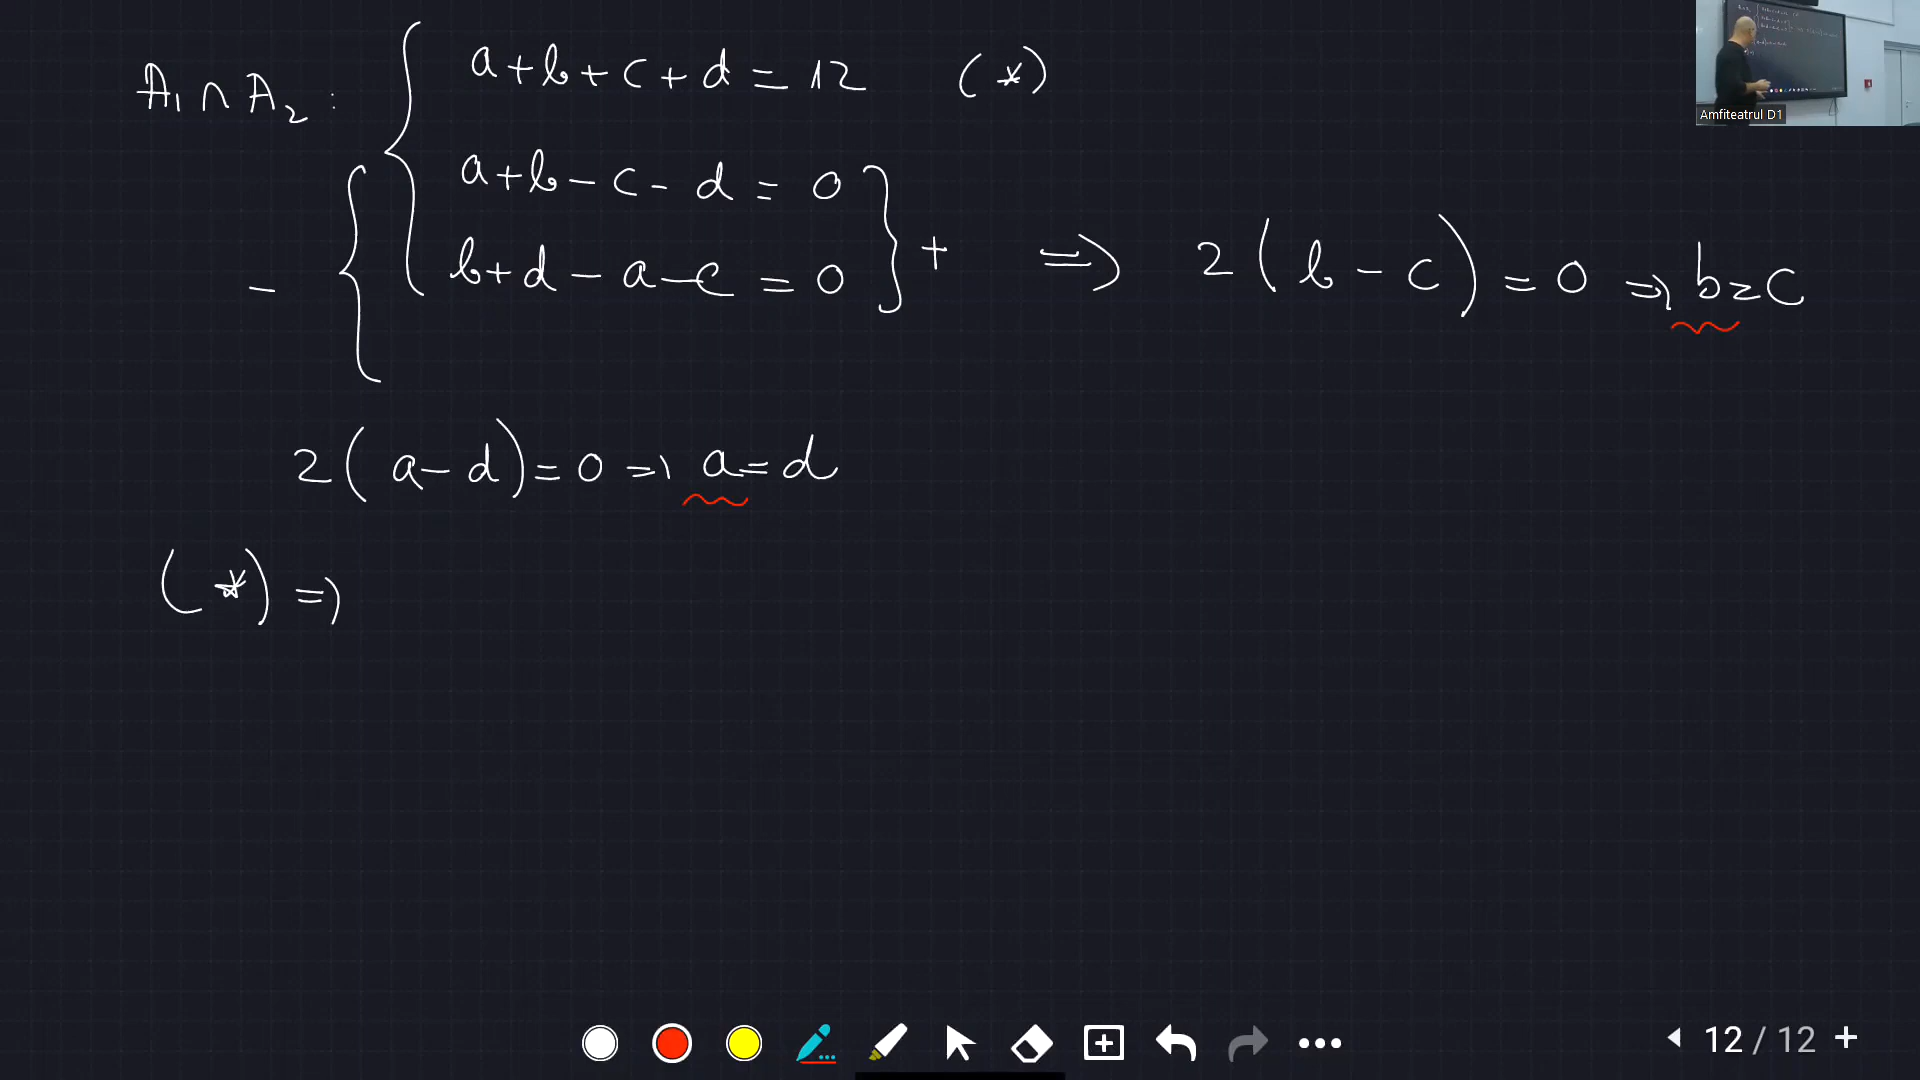 A₁ ∩ A₂ :
a+b+c+d = 12 (*)
a+b-c-d = 0
- b+d-a-c = 0 + => 2(b-c) = 0 => b=c
2(a-d) = 0 => a=d
(*) =>
Amfiteatrul D1
12 / 12